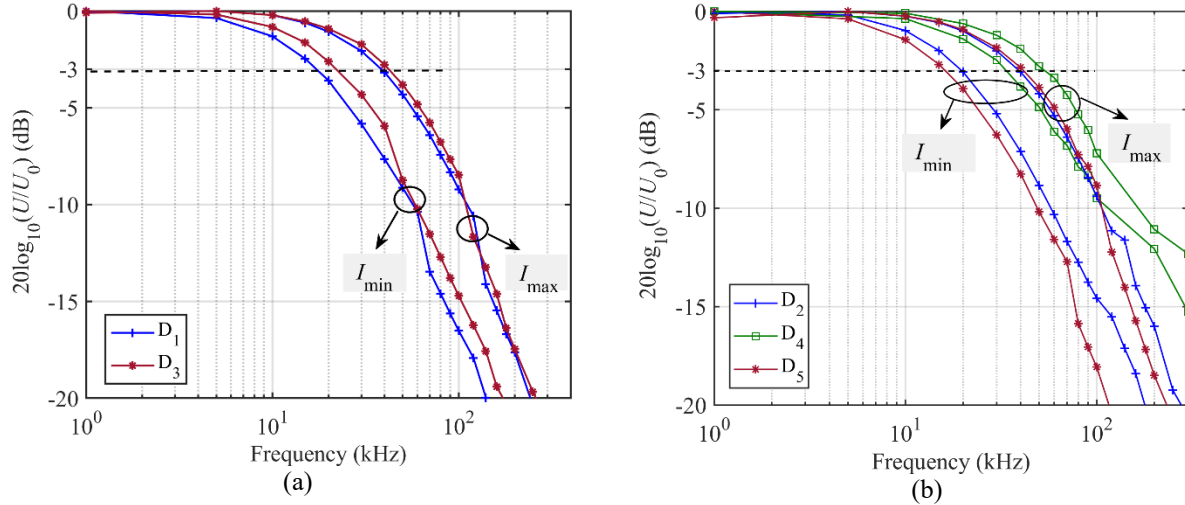 0
-3
-5
-10
-15
-20
20log10(U/U0) (dB)
Imin
Imax
D1
D3
10^0
10^1
10^2
Frequency (kHz)
(a)
0
-3
-5
-10
-15
-20
20log10(U/U0) (dB)
Imin
Imax
D2
D4
D5
10^0
10^1
10^2
Frequency (kHz)
(b)